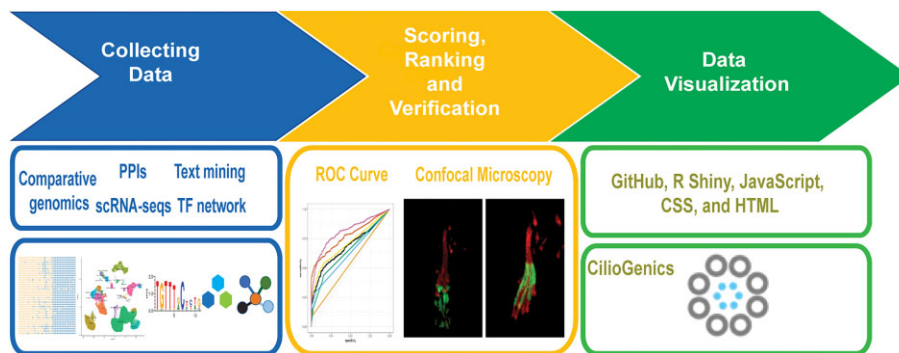 Collecting
Data
Scoring,
Ranking
and
Verification
Data
Visualization
Comparative
genomics
PPIs
Text mining
scRNA-seqs
TF network
ROC Curve
Confocal Microscopy
GitHub, R Shiny, JavaScript,
CSS, and HTML
CilioGenics